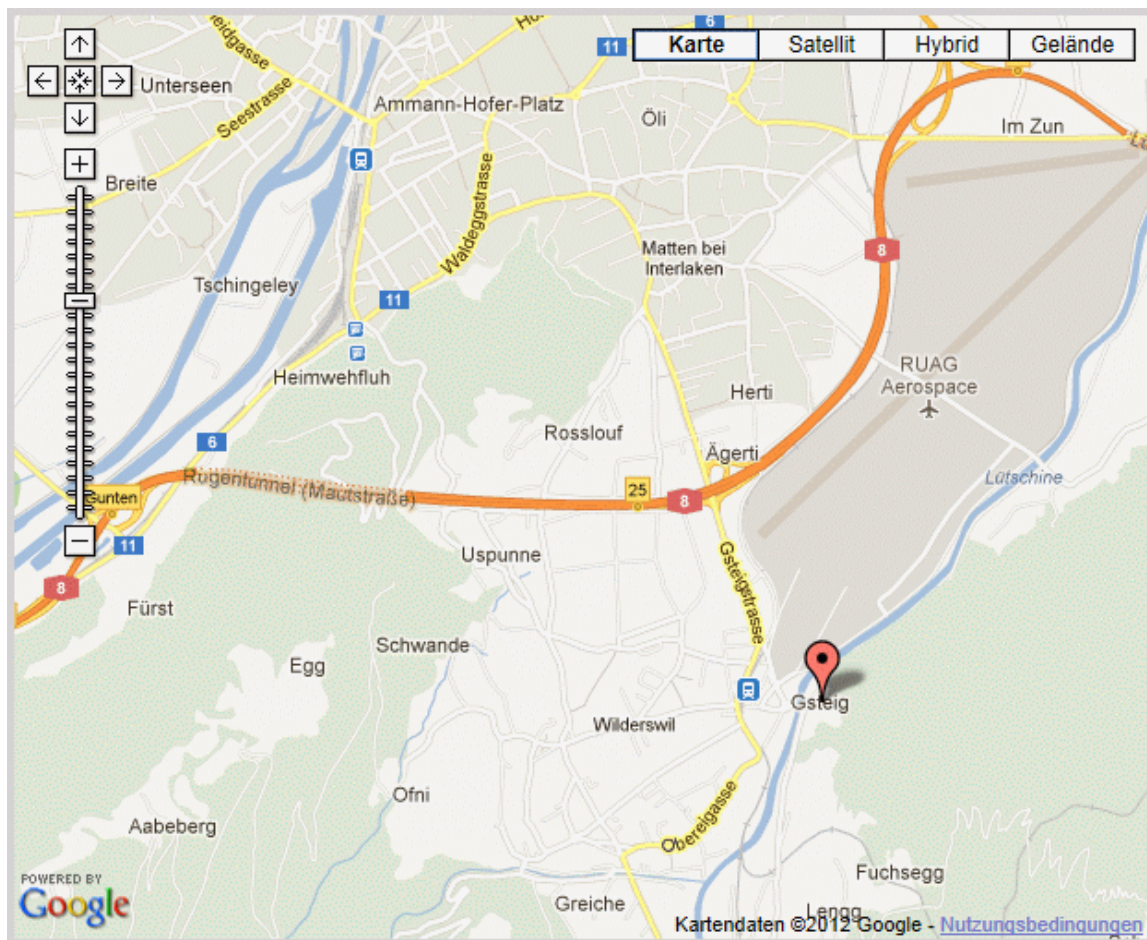 6
11
Karte
Satellit
Hybrid
Gelände
Unterseen
Seestrasse
Ammann-Hofer-Platz
Öli
Im Zun
Breite
Waldeggstrasse
Matten bei
Interlaken
8
Tschingeley
11
RUAG
Aerospace
Heimwehfluh
Herti
Rosslouf
6
Ägerti
Lütschine
Rugentunnel (Mautstraße)
25
8
Gunten
11
Uspunne
Gsteigstrasse
8
Fürst
Schwande
Egg
Gsteig
Wilderswil
Ofni
Aabeberg
Obereigasse
Fuchsegg
POWERED BY
Google
Greiche
Lengg
Kartendaten ©2012 Google - Nutzungsbedingungen